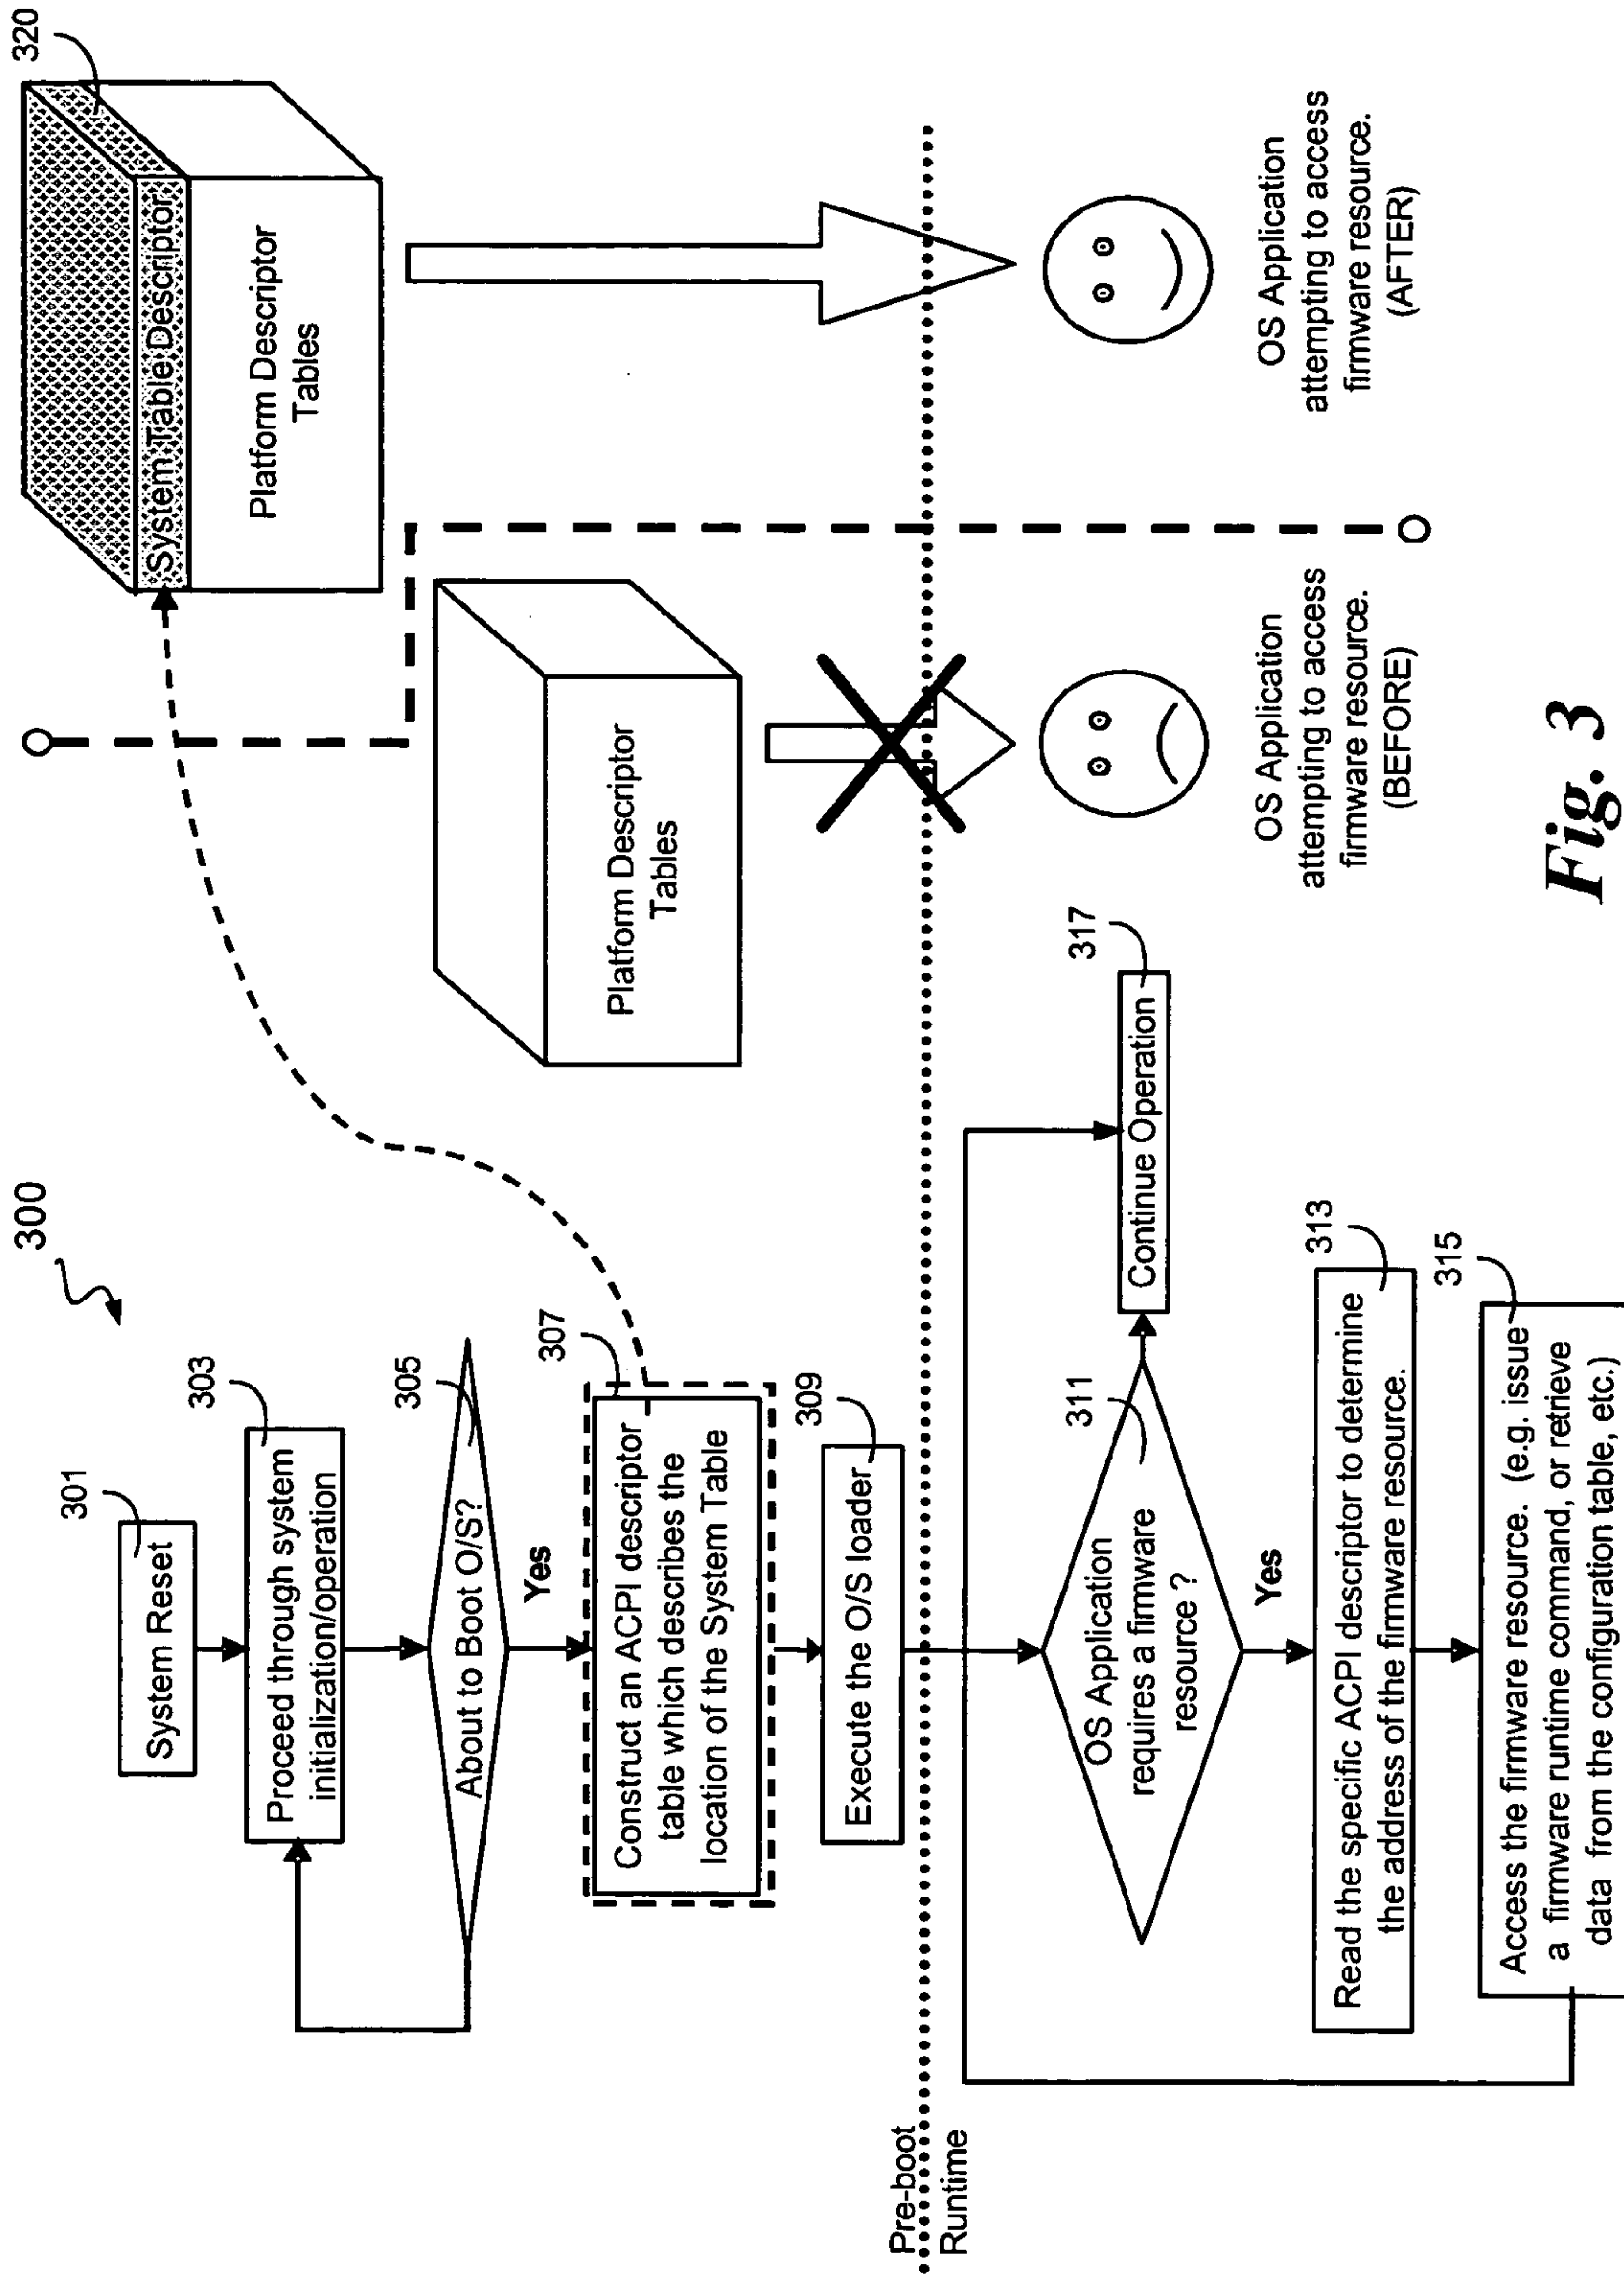 300
301
System Reset
303
Proceed through system
initialization/operation
305
About to Boot O/S?
Yes
307
Construct an ACPI descriptor
table which describes the
location of the System Table
309
Execute the O/S loader
Pre-boot
Runtime
311
OS Application
requires a firmware
resource ?
Yes
317
Continue Operation
313
Read the specific ACPI descriptor to determine
the address of the firmware resource.
315
Access the firmware resource. (e.g. issue
a firmware runtime command, or retrieve
data from the configuration table, etc.)
Platform Descriptor
Tables
OS Application
attempting to access
firmware resource.
(BEFORE)
320
System Table Descriptor
Platform Descriptor
Tables
OS Application
attempting to access
firmware resource.
(AFTER)
Fig. 3